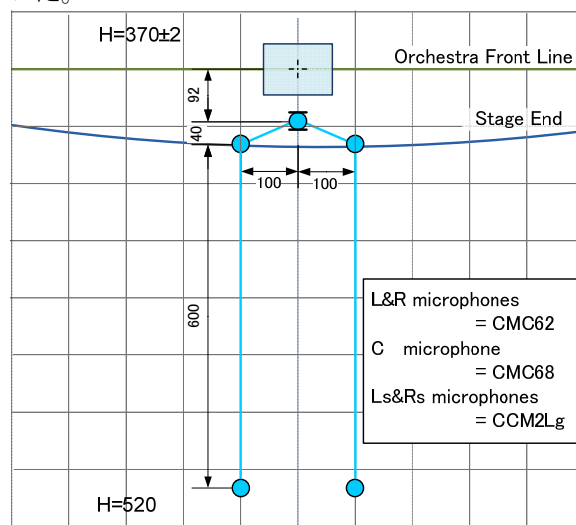 た。
H=370±2
Orchestra Front Line
92
Stage End
40
100
100
600
L&R microphones
= CMC62
C microphone
= CMC68
Ls&Rs microphones
= CCM2Lg
H=520